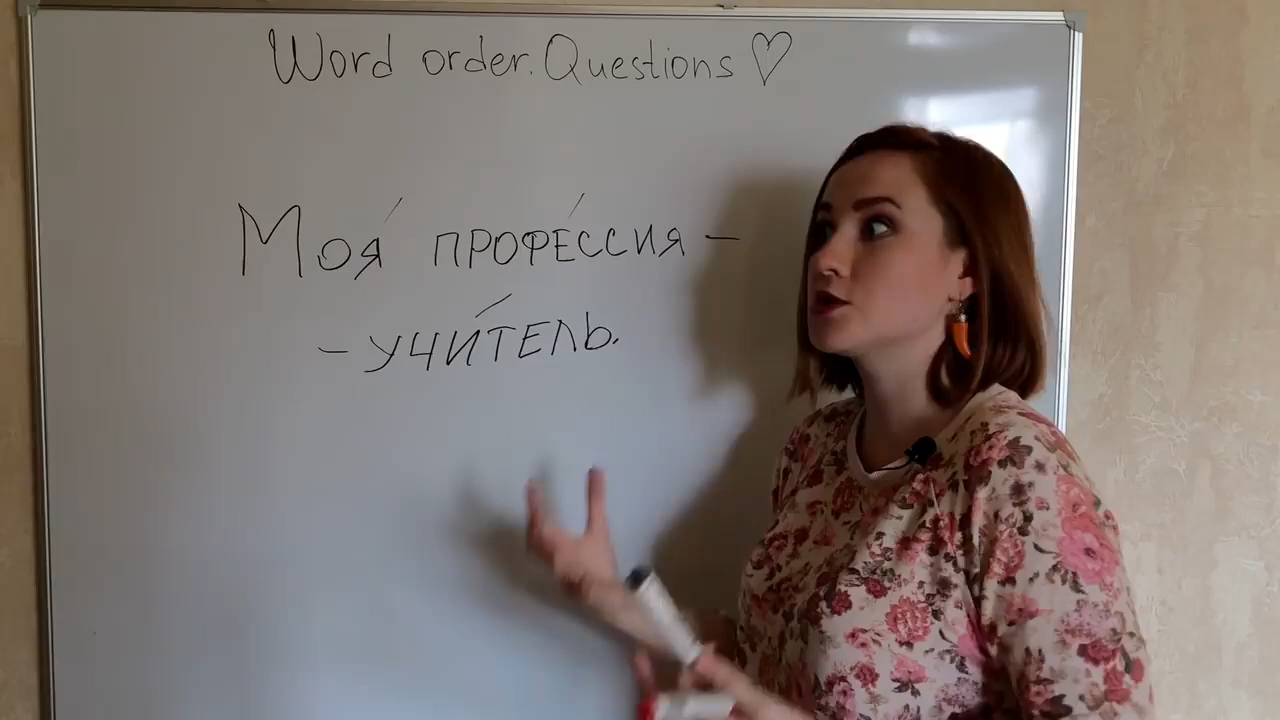 Word order. Questions ♡
Моя́ профе́ссия –
– учи́тель.